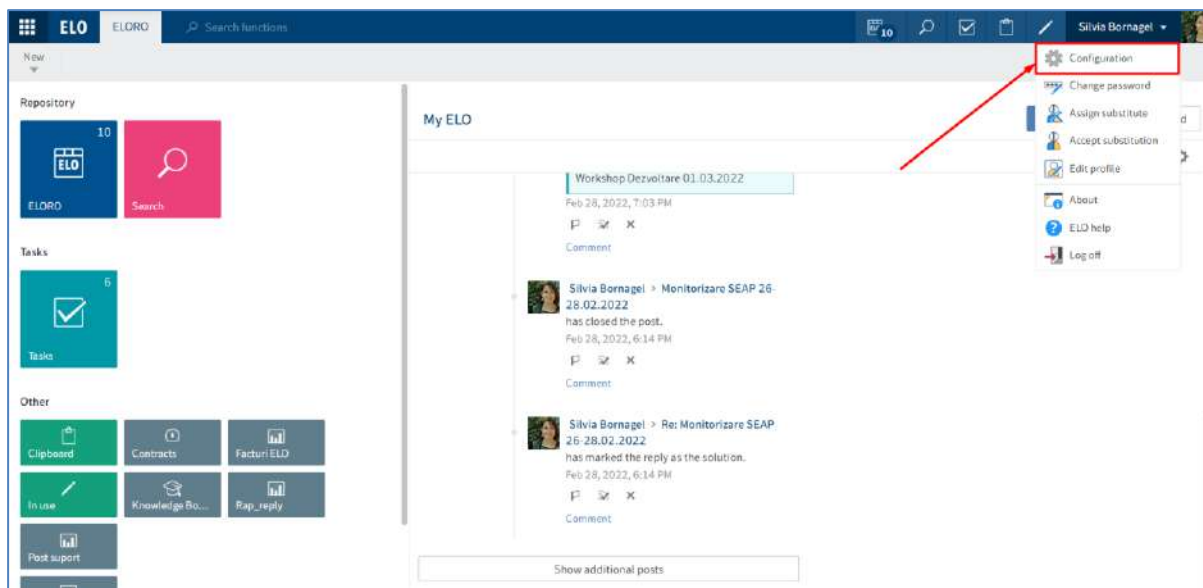 ELO
ELORO
Search functions
10
Silvia Bornagel
New
Configuration
Change password
Assign substitute
Accept substitution
Edit profile
About
ELO help
Log off
Repository
10
ELO
ELORO
Search
Tasks
6
Tasks
Other
Clipboard
Contracts
Facturi ELO
In use
Knowledge Bo...
Rap_reply
Post suport
My ELO
d
Workshop Dezvoltare 01.03.2022
Feb 28, 2022, 7:03 PM
Comment
Silvia Bornagel > Monitorizare SEAP 26-
28.02.2022
has closed the post.
Feb 28, 2022, 6:14 PM
Comment
Silvia Bornagel > Re: Monitorizare SEAP
26-28.02.2022
has marked the reply as the solution.
Feb 28, 2022, 6:14 PM
Comment
Show additional posts